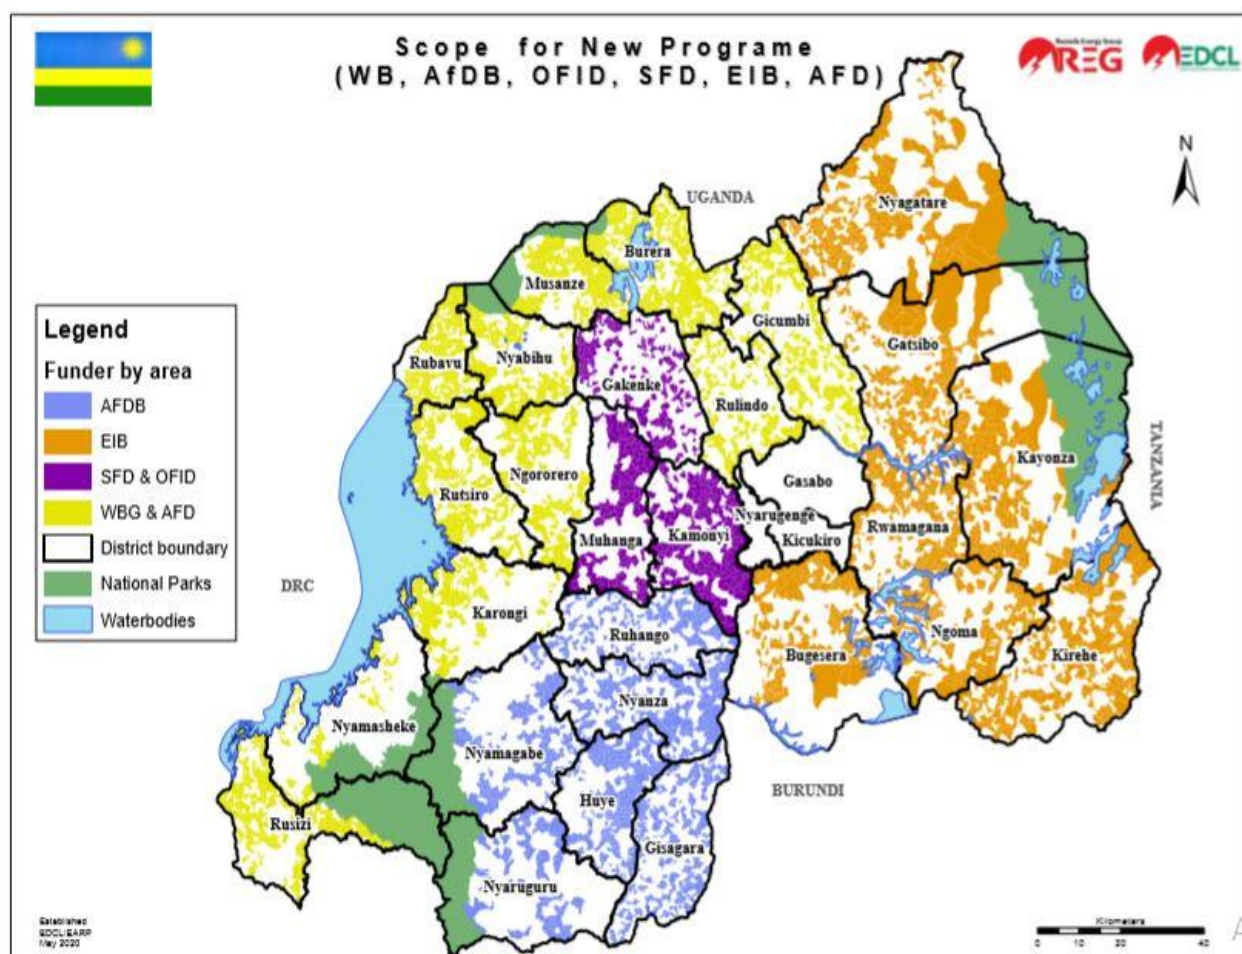 Scope for New Programe
(WB, AfDB, OFID, SFD, EIB, AFD)
REG
EDCL
N
UGANDA
Nyagatare
Burera
Musanze
Gicumbi
Gatsibo
Rubavu
Nyabihu
Gakenke
Rulindo
Legend
Funder by area
AFDB
EIB
SFD & OFID
WBG & AFD
District boundary
National Parks
Waterbodies
Kayonza
TANZANIA
Gasabo
Ngororero
Rutsiro
Nyarugenge
Rwamagana
Muhanga
Kamonyi
Kicukiro
DRC
Karongi
Ruhango
Ngoma
Bugesera
Kirehe
Nyanza
Nyamasheke
Nyamagabe
BURUNDI
Huye
Rusizi
Gisagara
Nyaruguru
Established
EDCL/EARP
May 2020
Kilometers
0 10 20 40